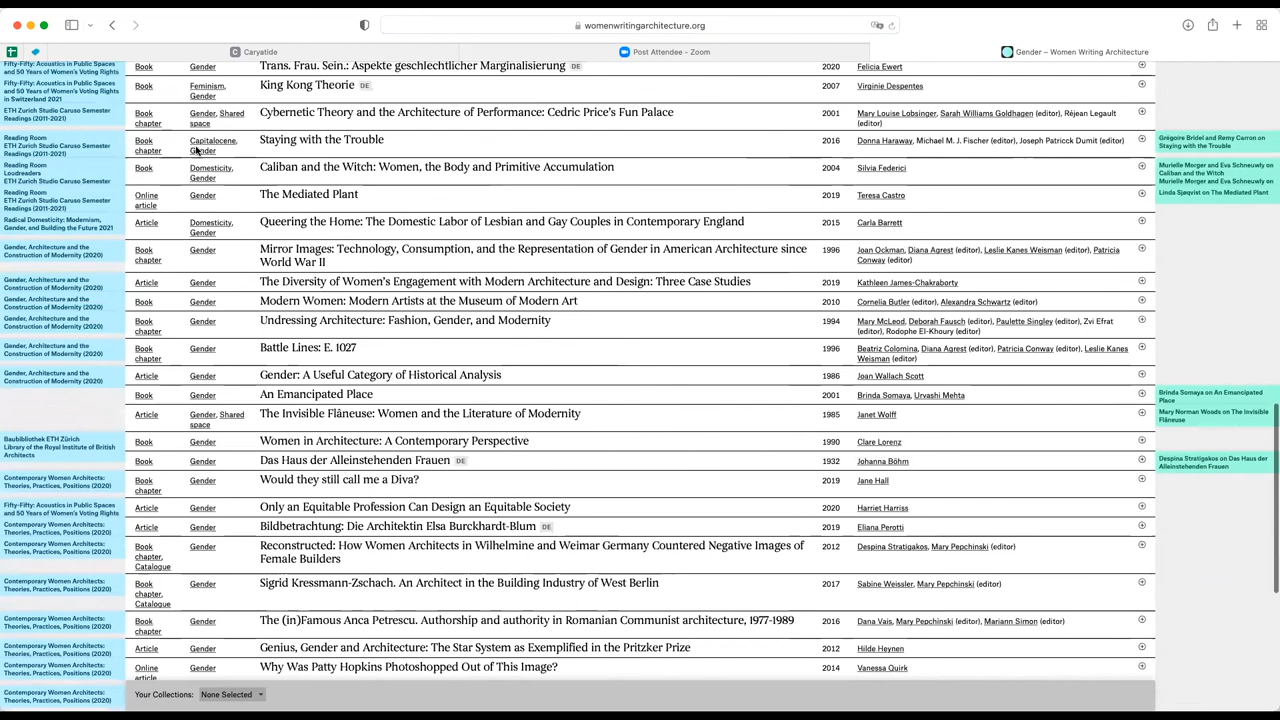 womenwritingarchitecture.org
Caryatide
Post Attendee – Zoom
Gender – Women Writing Architecture
Fifty-Fifty: Acoustics in Public Spaces
and 50 Years of Women's Voting Rights
Book
Gender
Trans. Frau. Sein.: Aspekte geschlechtlicher Marginalisierung DE
2020
Felicia Ewert
Fifty-Fifty: Acoustics in Public Spaces
and 50 Years of Women's Voting Rights
in Switzerland 2021
Book
Feminism,
Gender
King Kong Theorie DE
2007
Virginie Despentes
ETH Zurich Studio Caruso Semester
Readings (2011-2021)
Book
chapter
Gender, Shared
space
Cybernetic Theory and the Architecture of Performance: Cedric Price's Fun Palace
2001
Mary Louise Lobsinger, Sarah Williams Goldhagen (editor), Réjean Legault
(editor)
Reading Room
ETH Zurich Studio Caruso Semester
Readings (2011-2021)
Book
chapter
Capitalocene,
Gender
Staying with the Trouble
2016
Donna Haraway, Michael M. J. Fischer (editor), Joseph Patricck Dumit (editor)
Grégoire Bridel and Remy Carron on
Staying with the Trouble
Reading Room
Loudreaders
ETH Zurich Studio Caruso Semester
Book
Domesticity,
Gender
Caliban and the Witch: Women, the Body and Primitive Accumulation
2004
Silvia Federici
Murielle Morger and Eva Schneuwly on
Caliban and the Witch
Murielle Morger and Eva Schneuwly on
Reading Room
ETH Zurich Studio Caruso Semester
Readings (2011-2021)
Online
article
Gender
The Mediated Plant
2019
Teresa Castro
Linda Sjøqvist on The Mediated Plant
Radical Domesticity: Modernism,
Gender, and Building the Future 2021
Article
Domesticity,
Gender
Queering the Home: The Domestic Labor of Lesbian and Gay Couples in Contemporary England
2015
Carla Barrett
Gender, Architecture and the
Construction of Modernity (2020)
Book
chapter
Gender
Mirror Images: Technology, Consumption, and the Representation of Gender in American Architecture since
World War II
1996
Joan Ockman, Diana Agrest (editor), Leslie Kanes Weisman (editor), Patricia
Conway (editor)
Gender, Architecture and the
Construction of Modernity (2020)
Article
Gender
The Diversity of Women's Engagement with Modern Architecture and Design: Three Case Studies
2019
Kathleen James-Chakraborty
Gender, Architecture and the
Construction of Modernity (2020)
Book
Gender
Modern Women: Modern Artists at the Museum of Modern Art
2010
Cornelia Butler (editor), Alexandra Schwartz (editor)
Gender, Architecture and the
Construction of Modernity (2020)
Book
chapter
Gender
Undressing Architecture: Fashion, Gender, and Modernity
1994
Mary McLeod, Deborah Fausch (editor), Paulette Singley (editor), Zvi Efrat
(editor), Rodophe El-Khoury (editor)
Gender, Architecture and the
Construction of Modernity (2020)
Book
chapter
Gender
Battle Lines: E. 1027
1996
Beatriz Colomina, Diana Agrest (editor), Patricia Conway (editor), Leslie Kanes
Weisman (editor)
Gender, Architecture and the
Construction of Modernity (2020)
Article
Gender
Gender: A Useful Category of Historical Analysis
1986
Joan Wallach Scott
Book
Gender
An Emancipated Place
2001
Brinda Somaya, Urvashi Mehta
Brinda Somaya on An Emancipated
Place
Article
Gender, Shared
space
The Invisible Flâneuse: Women and the Literature of Modernity
1985
Janet Wolff
Mary Norman Woods on The Invisible
Flâneuse
Baubibliothek ETH Zürich
Library of the Royal Institute of British
Architects
Book
Gender
Women in Architecture: A Contemporary Perspective
1990
Clare Lorenz
Book
Gender
Das Haus der Alleinstehenden Frauen DE
1932
Johanna Böhm
Despina Stratigakos on Das Haus der
Alleinstehenden Frauen
Contemporary Women Architects:
Theories, Practices, Positions (2020)
Book
chapter
Gender
Would they still call me a Diva?
2019
Jane Hall
Fifty-Fifty: Acoustics in Public Spaces
and 50 Years of Women's Voting Rights
Article
Gender
Only an Equitable Profession Can Design an Equitable Society
2020
Harriet Harriss
Contemporary Women Architects:
Theories, Practices, Positions (2020)
Article
Gender
Bildbetrachtung: Die Architektin Elsa Burckhardt-Blum DE
2019
Eliana Perotti
Contemporary Women Architects:
Theories, Practices, Positions (2020)
Book
chapter,
Catalogue
Gender
Reconstructed: How Women Architects in Wilhelmine and Weimar Germany Countered Negative Images of
Female Builders
2012
Despina Stratigakos, Mary Pepchinski (editor)
Contemporary Women Architects:
Theories, Practices, Positions (2020)
Book
chapter,
Catalogue
Gender
Sigrid Kressmann-Zschach. An Architect in the Building Industry of West Berlin
2017
Sabine Weissler, Mary Pepchinski (editor)
Contemporary Women Architects:
Theories, Practices, Positions (2020)
Book
chapter
Gender
The (in)Famous Anca Petrescu. Authorship and authority in Romanian Communist architecture, 1977-1989
2016
Dana Vais, Mary Pepchinski (editor), Mariann Simon (editor)
Contemporary Women Architects:
Theories, Practices, Positions (2020)
Article
Gender
Genius, Gender and Architecture: The Star System as Exemplified in the Pritzker Prize
2012
Hilde Heynen
Contemporary Women Architects:
Theories, Practices, Positions (2020)
Online
article
Gender
Why Was Patty Hopkins Photoshopped Out of This Image?
2014
Vanessa Quirk
Contemporary Women Architects:
Theories, Practices, Positions (2020)
Your Collections: None Selected